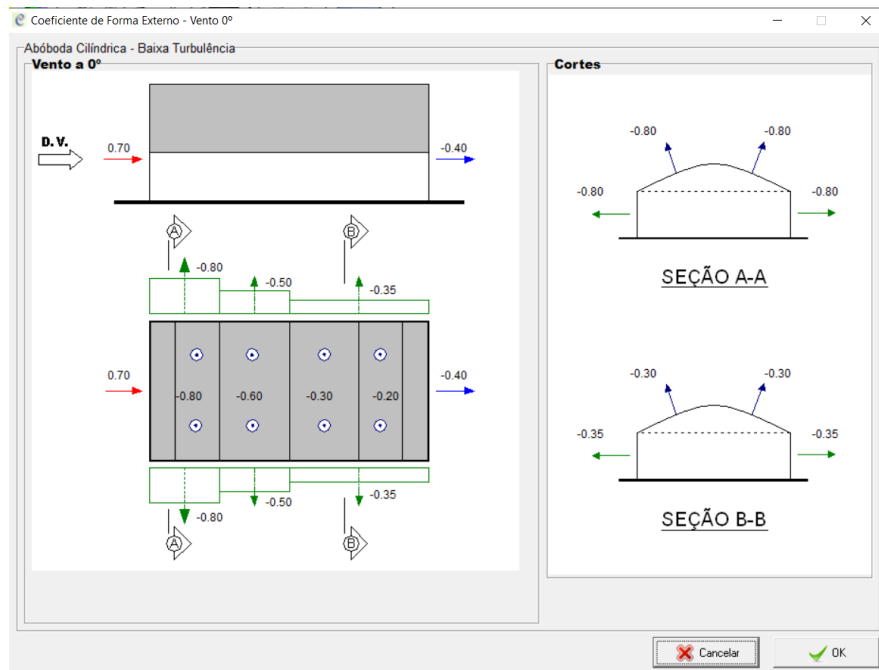 Coeficiente de Forma Externo - Vento 0º
Abóboda Cilíndrica - Baixa Turbulência
Vento a 0º
D.V.
0.70
-0.40
A
B
-0.80
-0.50
-0.35
0.70
-0.80
-0.60
-0.30
-0.20
-0.40
-0.80
-0.50
-0.35
A
B
Cortes
-0.80
-0.80
-0.80
-0.80
SEÇÃO A-A
-0.30
-0.30
-0.35
-0.35
SEÇÃO B-B
Cancelar
OK